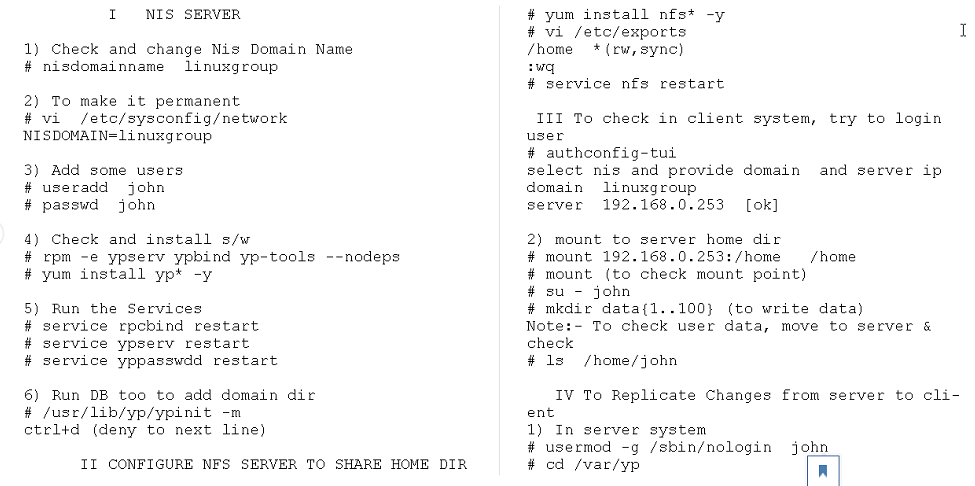 I   NIS SERVER
1) Check and change Nis Domain Name
# nisdomainname  linuxgroup
2) To make it permanent
# vi  /etc/sysconfig/network
NISDOMAIN=linuxgroup
3) Add some users
# useradd  john
# passwd  john
4) Check and install s/w
# rpm -e ypserv ypbind yp-tools --nodeps
# yum install yp* -y
5) Run the Services
# service rpcbind restart
# service ypserv restart
# service yppasswdd restart
6) Run DB too to add domain dir
# /usr/lib/yp/ypinit -m
ctrl+d (deny to next line)
II CONFIGURE NFS SERVER TO SHARE HOME DIR
# yum install nfs* -y
# vi /etc/exports
/home  *(rw,sync)
:wq
# service nfs restart
III To check in client system, try to login
user
# authconfig-tui
select nis and provide domain  and server ip
domain  linuxgroup
server  192.168.0.253  [ok]
2) mount to server home dir
# mount 192.168.0.253:/home   /home
# mount (to check mount point)
# su - john
# mkdir data{1..100} (to write data)
Note:- To check user data, move to server &
check
# ls  /home/john
IV To Replicate Changes from server to cli-
ent
1) In server system
# usermod -g /sbin/nologin  john
# cd /var/yp